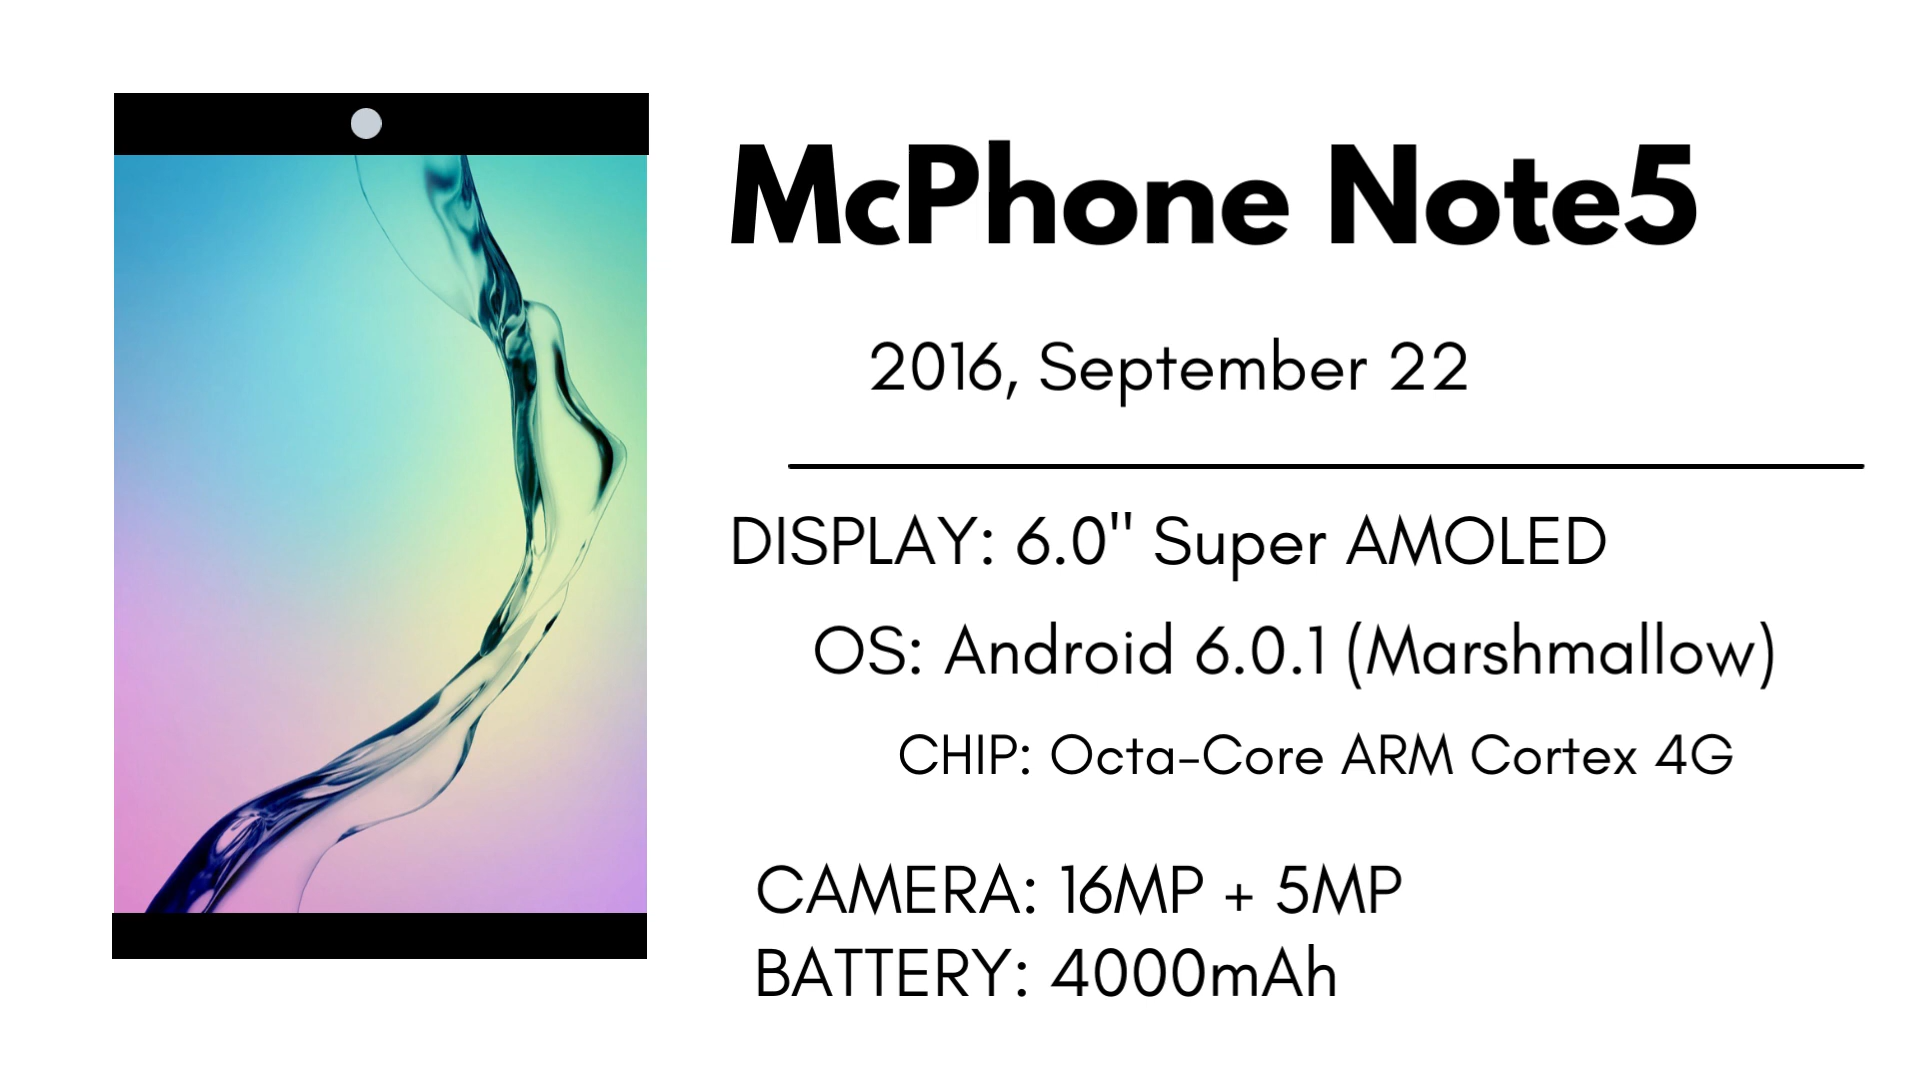 McPhone Note5
2016, September 22
DISPLAY: 6.0" Super AMOLED
OS: Android 6.0.1 (Marshmallow)
CHIP: Octa-Core ARM Cortex 4G
CAMERA: 16MP + 5MP
BATTERY: 4000mAh